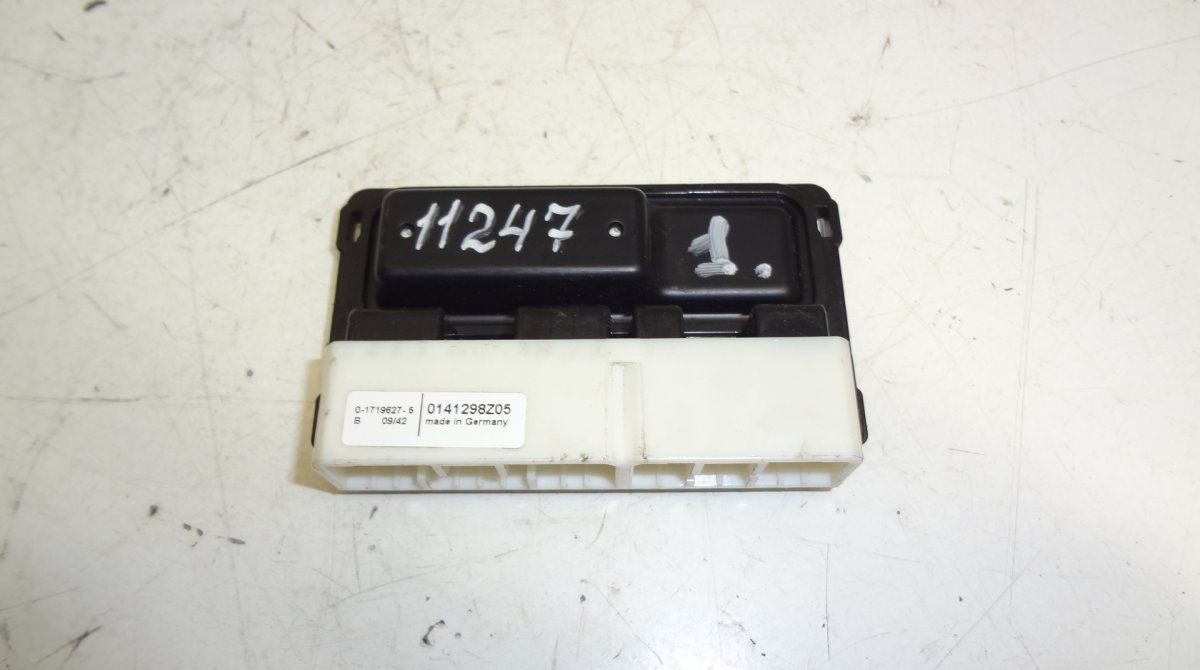 11247
1.
0-1719627-5
B 09/42
0141298Z05
made in Germany